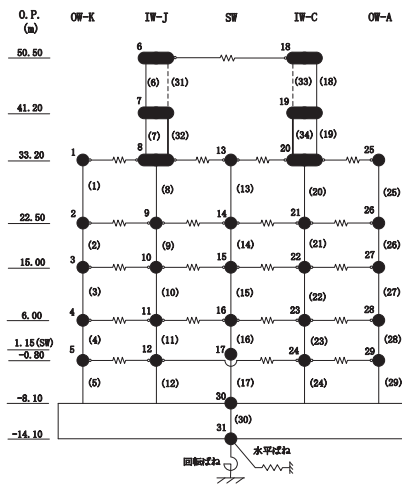 O.P. OW-K IW-J SW IW-C OW-A
(m)
6 18
50.50
(6) (31) (33) (18)
7 19
41.20
(7) (32) (34) (19)
1 8 13 20 25
33.20
(1) (8) (13) (20) (25)
2 9 14 21 26
22.50
(2) (9) (14) (21) (26)
3 10 15 22 27
15.00
(3) (10) (15) (22) (27)
4 11 16 23 28
6.00
(4) (11) (16) (23) (28)
1.15(SW)
5 12 17 24 29
-0.80
(5) (12) (17) (24) (29)
30
-8.10
(30)
31
-14.10
水平ばね
回転ばね